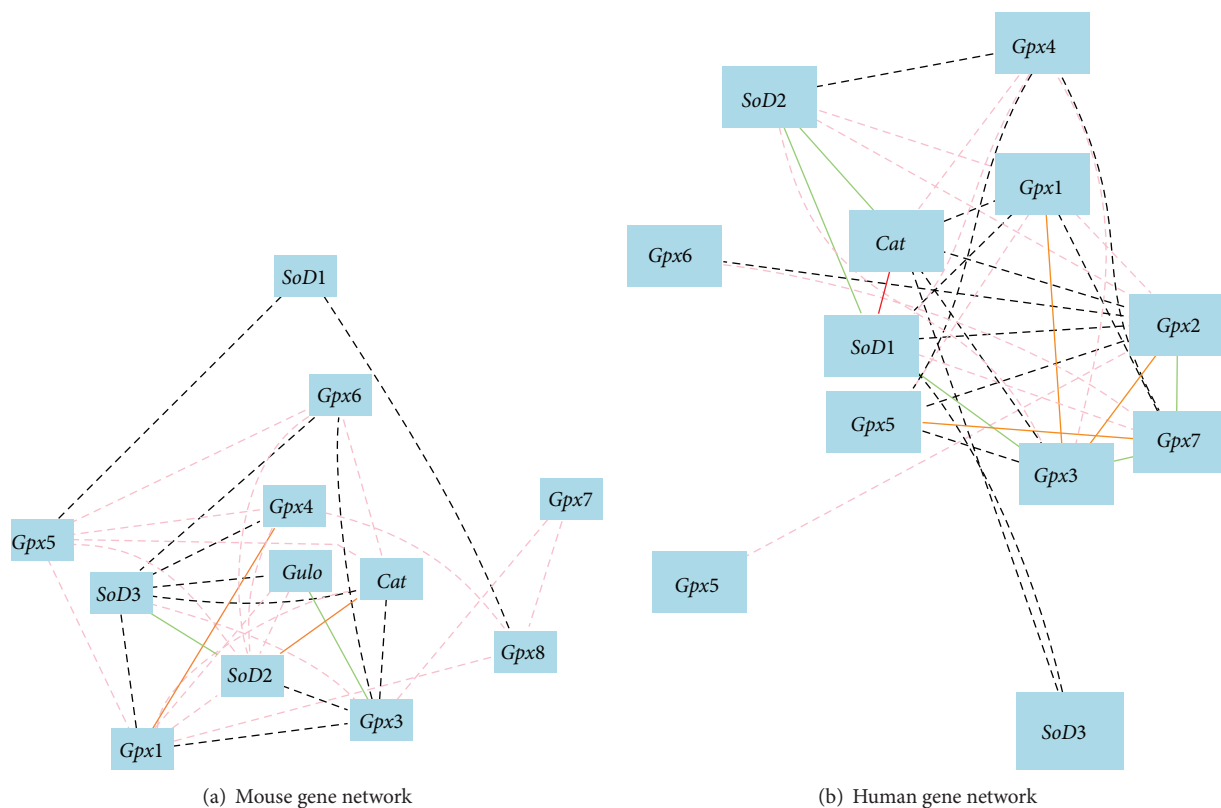 SoD1
Gpx6
Gpx4
Gpx7
Gpx5
Gulo
Cat
SoD3
Gpx8
SoD2
Gpx3
Gpx1
(a) Mouse gene network
Gpx4
SoD2
Gpx1
Cat
Gpx6
Gpx2
SoD1
Gpx5
Gpx7
Gpx3
Gpx5
SoD3
(b) Human gene network